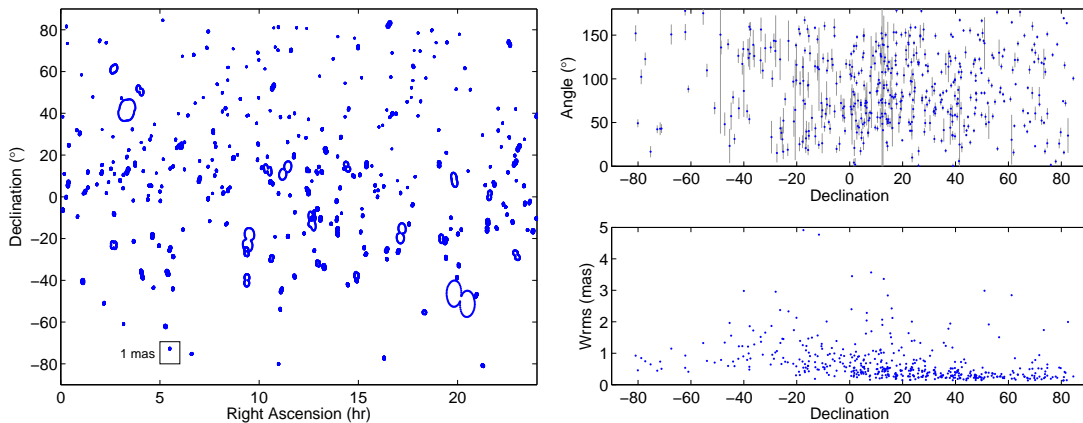 80
60
40
20
0
−20
−40
−60
−80
Declination (°)
1 mas
0 5 10 15 20
Right Ascension (hr)
150
100
50
0
Angle (°)
−80 −60 −40 −20 0 20 40 60 80
Declination
5
4
3
2
1
0
Wrms (mas)
−80 −60 −40 −20 0 20 40 60 80
Declination